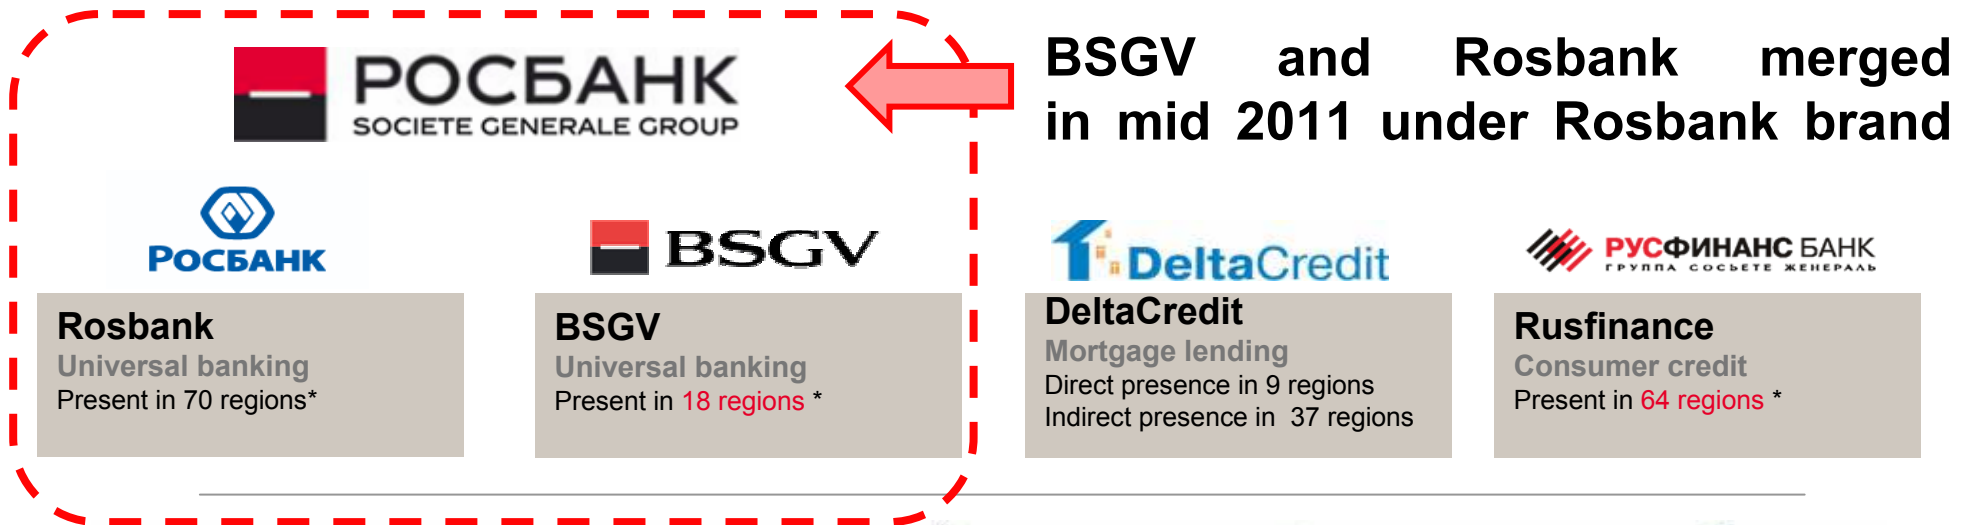 РОСБАНК
SOCIETE GENERALE GROUP
BSGV and Rosbank merged
in mid 2011 under Rosbank brand
РОСБАНК
BSGV
DeltaCredit
РУСФИНАНС БАНК
ГРУППА СОСЬЕТЕ ЖЕНЕРАЛЬ
Rosbank
Universal banking
Present in 70 regions*
BSGV
Universal banking
Present in 18 regions *
DeltaCredit
Mortgage lending
Direct presence in 9 regions
Indirect presence in 37 regions
Rusfinance
Consumer credit
Present in 64 regions *